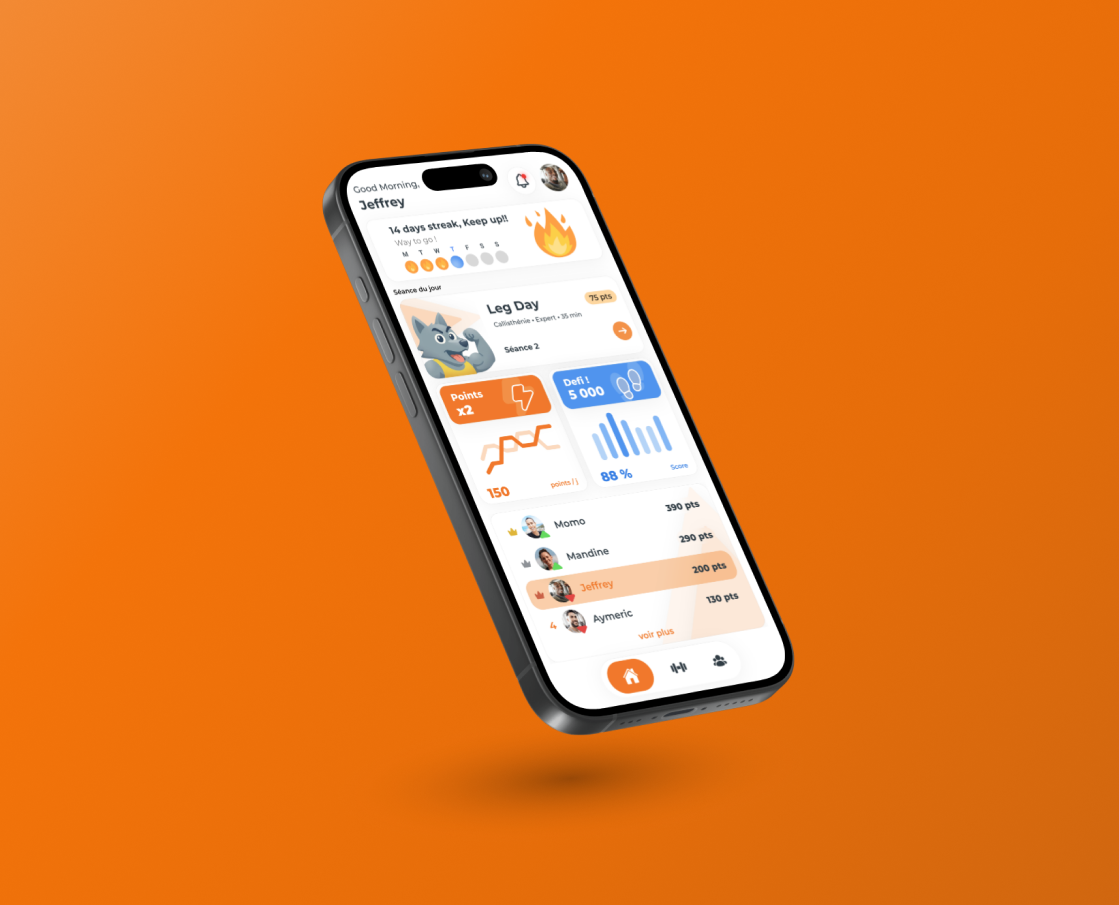 Good Morning,
Jeffrey
14 days streak, Keep up!!
Way to go !
M T W T F S S
Séance du jour
Leg Day
75 pts
Callisthénie • Expert • 35 min
Séance 2
Points
x2
Defi !
5 000
150
points / j
88 %
Score
Momo
390 pts
Mandine
290 pts
Jeffrey
200 pts
4
Aymeric
130 pts
voir plus